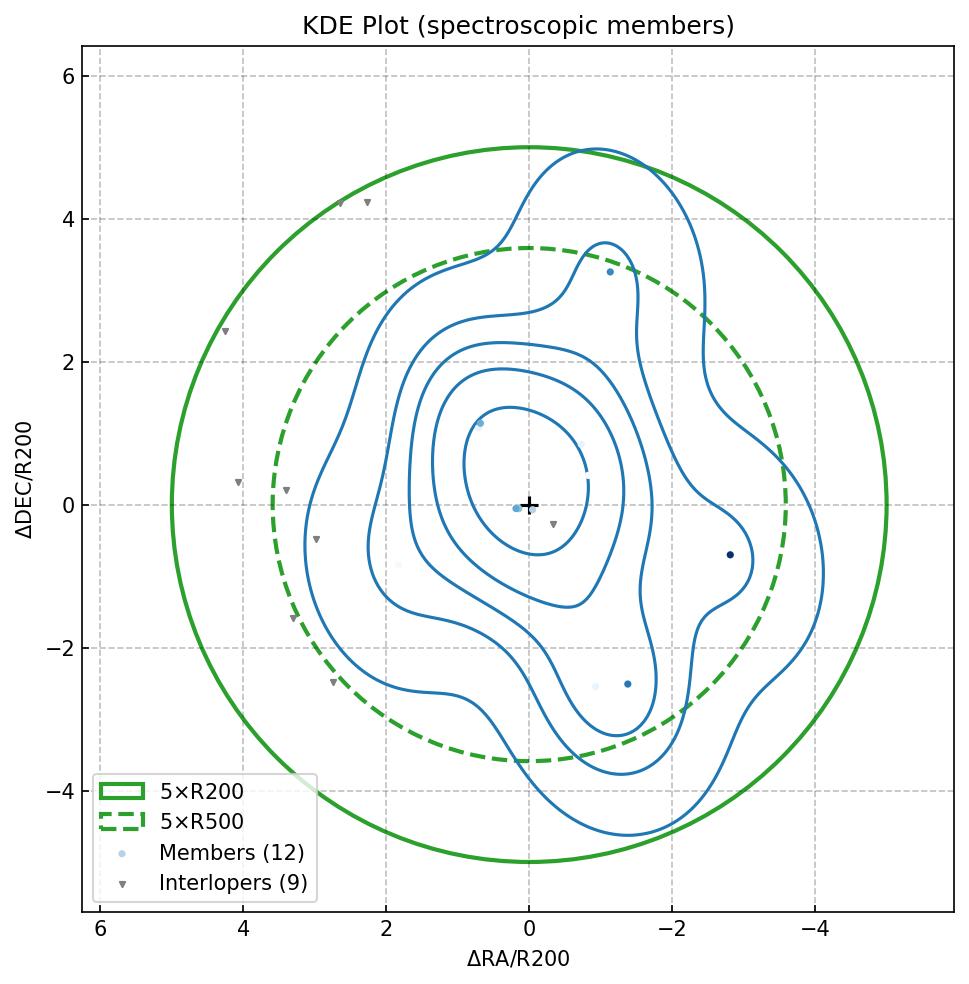 KDE Plot (spectroscopic members)
6
4
2
0
−2
−4
ΔDEC/R200
5×R200
5×R500
Members (12)
Interlopers (9)
6
4
2
0
−2
−4
ΔRA/R200